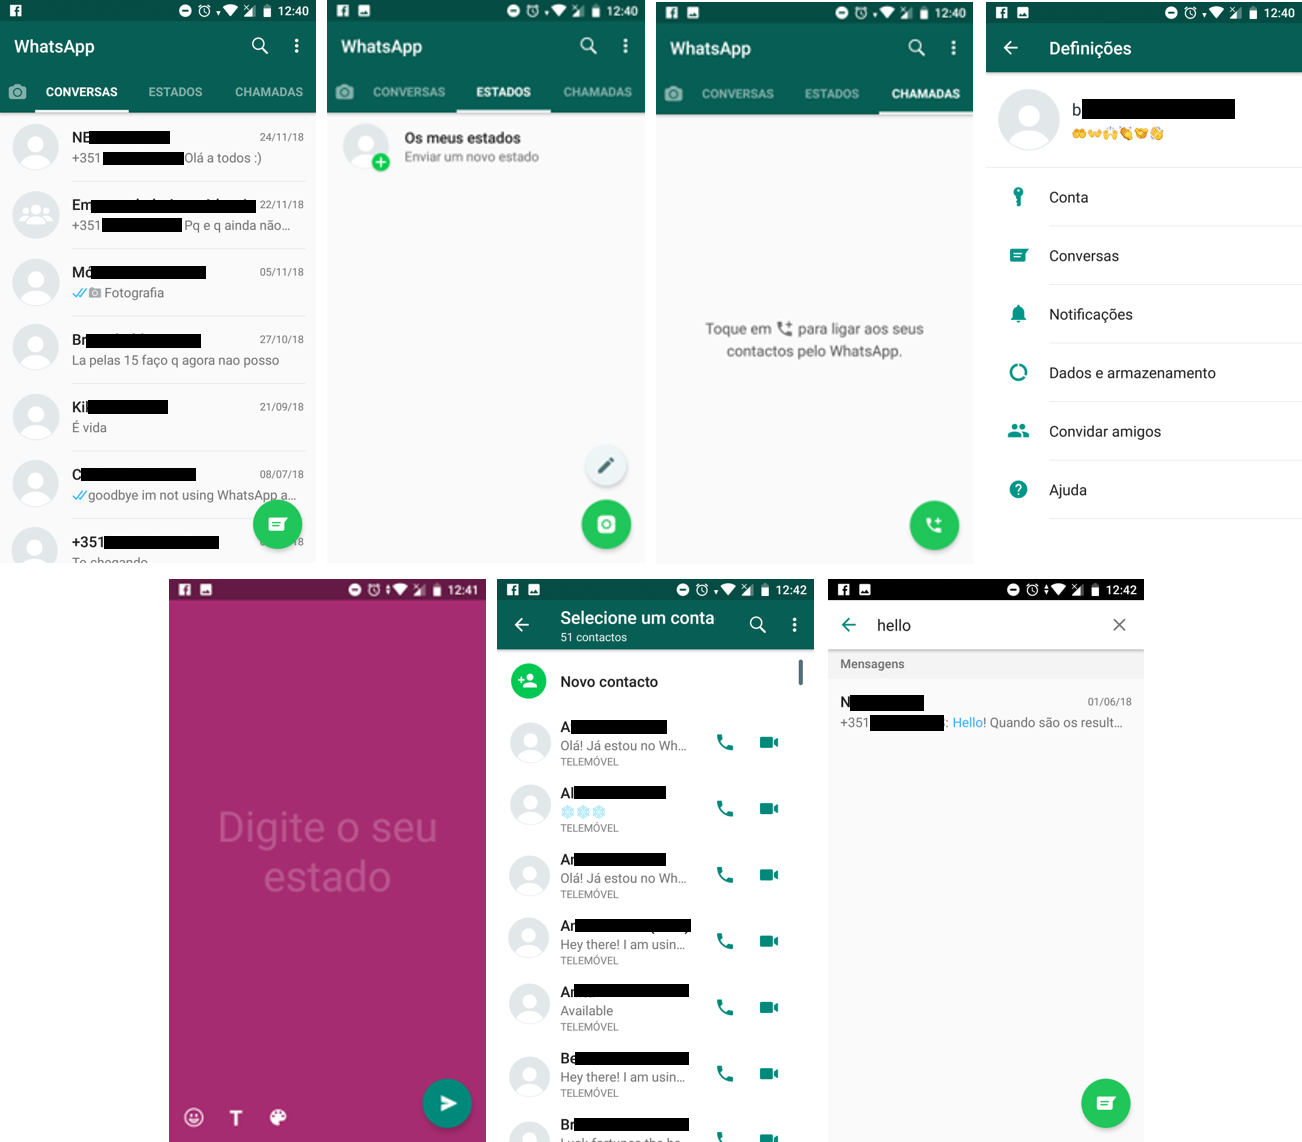 12:40
WhatsApp
CONVERSAS ESTADOS CHAMADAS
NE 24/11/18
+351 Olá a todos :)
Em 22/11/18
+351 Pq e q ainda não...
Mó 05/11/18
Fotografia
Br 27/10/18
La pelas 15 faço q agora nao posso
Kil 21/09/18
É vida
C 08/07/18
goodbye im not using WhatsApp a...
+351 18
To chegando
12:40
WhatsApp
CONVERSAS ESTADOS CHAMADAS
Os meus estados
Enviar um novo estado
12:40
WhatsApp
CONVERSAS ESTADOS CHAMADAS
Toque em para ligar aos seus
contactos pelo WhatsApp.
12:40
Definições
b
Conta
Conversas
Notificações
Dados e armazenamento
Convidar amigos
Ajuda
12:41
Digite o seu
estado
T
12:42
Selecione um conta
51 contactos
Novo contacto
A
Olá! Já estou no Wh...
TELEMÓVEL
Al
TELEMÓVEL
An
Olá! Já estou no Wh...
TELEMÓVEL
An
Hey there! I am usin...
TELEMÓVEL
An
Available
TELEMÓVEL
Be
Hey there! I am usin...
TELEMÓVEL
Br
12:42
hello
Mensagens
N 01/06/18
+351 : Hello! Quando são os result...